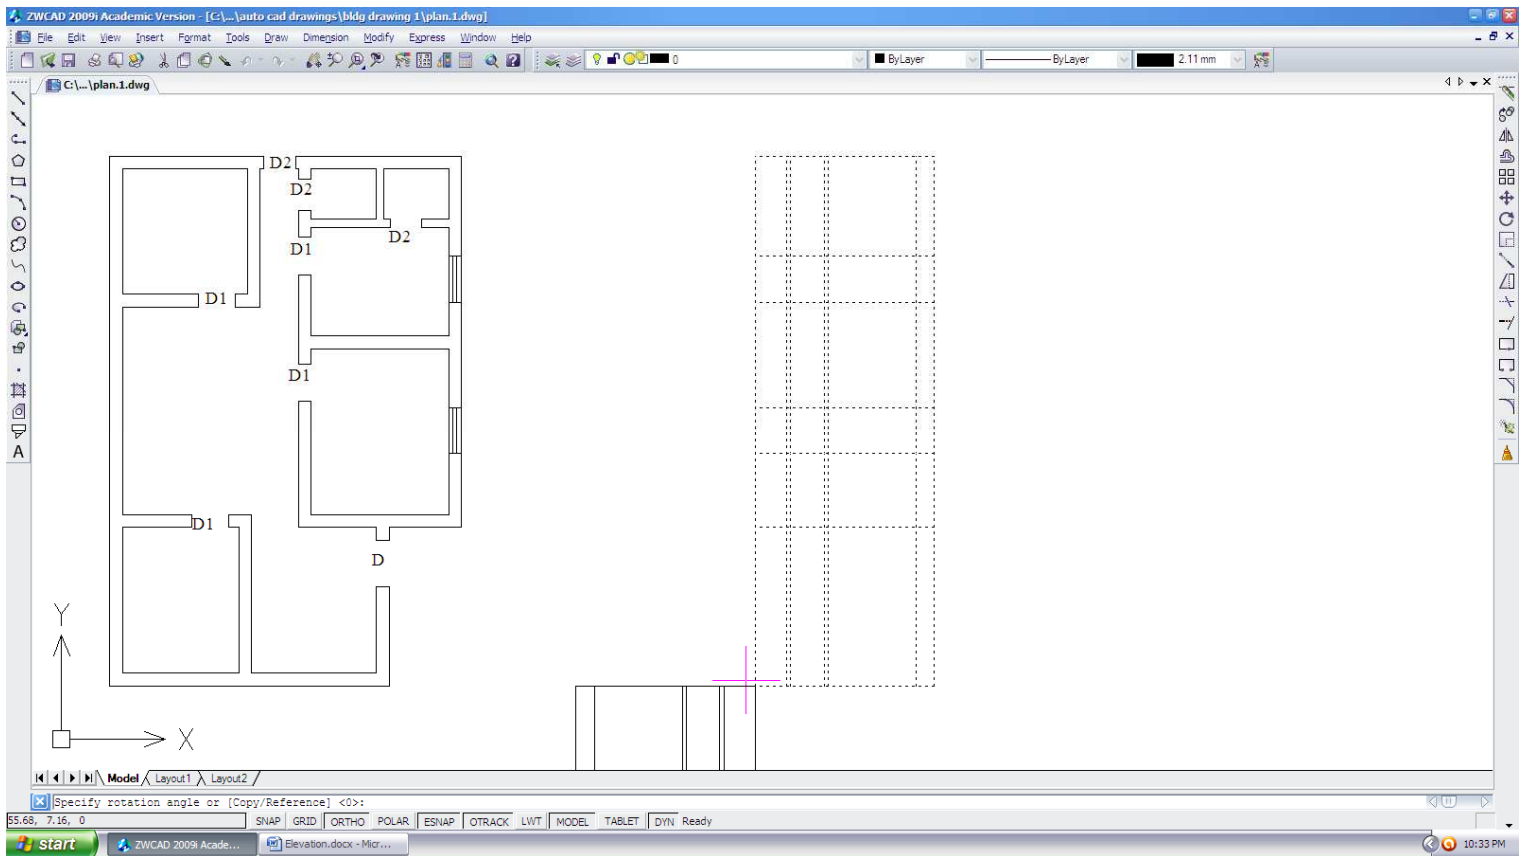 ZWCAD 2009i Academic Version - [C:\...\auto cad drawings\bldg drawing 1\plan.1.dwg]
File Edit View Insert Format Tools Draw Dimension Modify Express Window Help
0 ByLayer ByLayer 2.11 mm
C:\...\plan.1.dwg
D2
D2
D2
D1
D1
D1
D1
D
Y
X
A
Model Layout1 Layout2
Specify rotation angle or [Copy/Reference] <0>:
55.68, 7.16, 0 SNAP GRID ORTHO POLAR ESNAP OTRACK LWT MODEL TABLET DYN Ready
start ZWCAD 2009i Acade... Elevation.docx - Micr... 10:33 PM